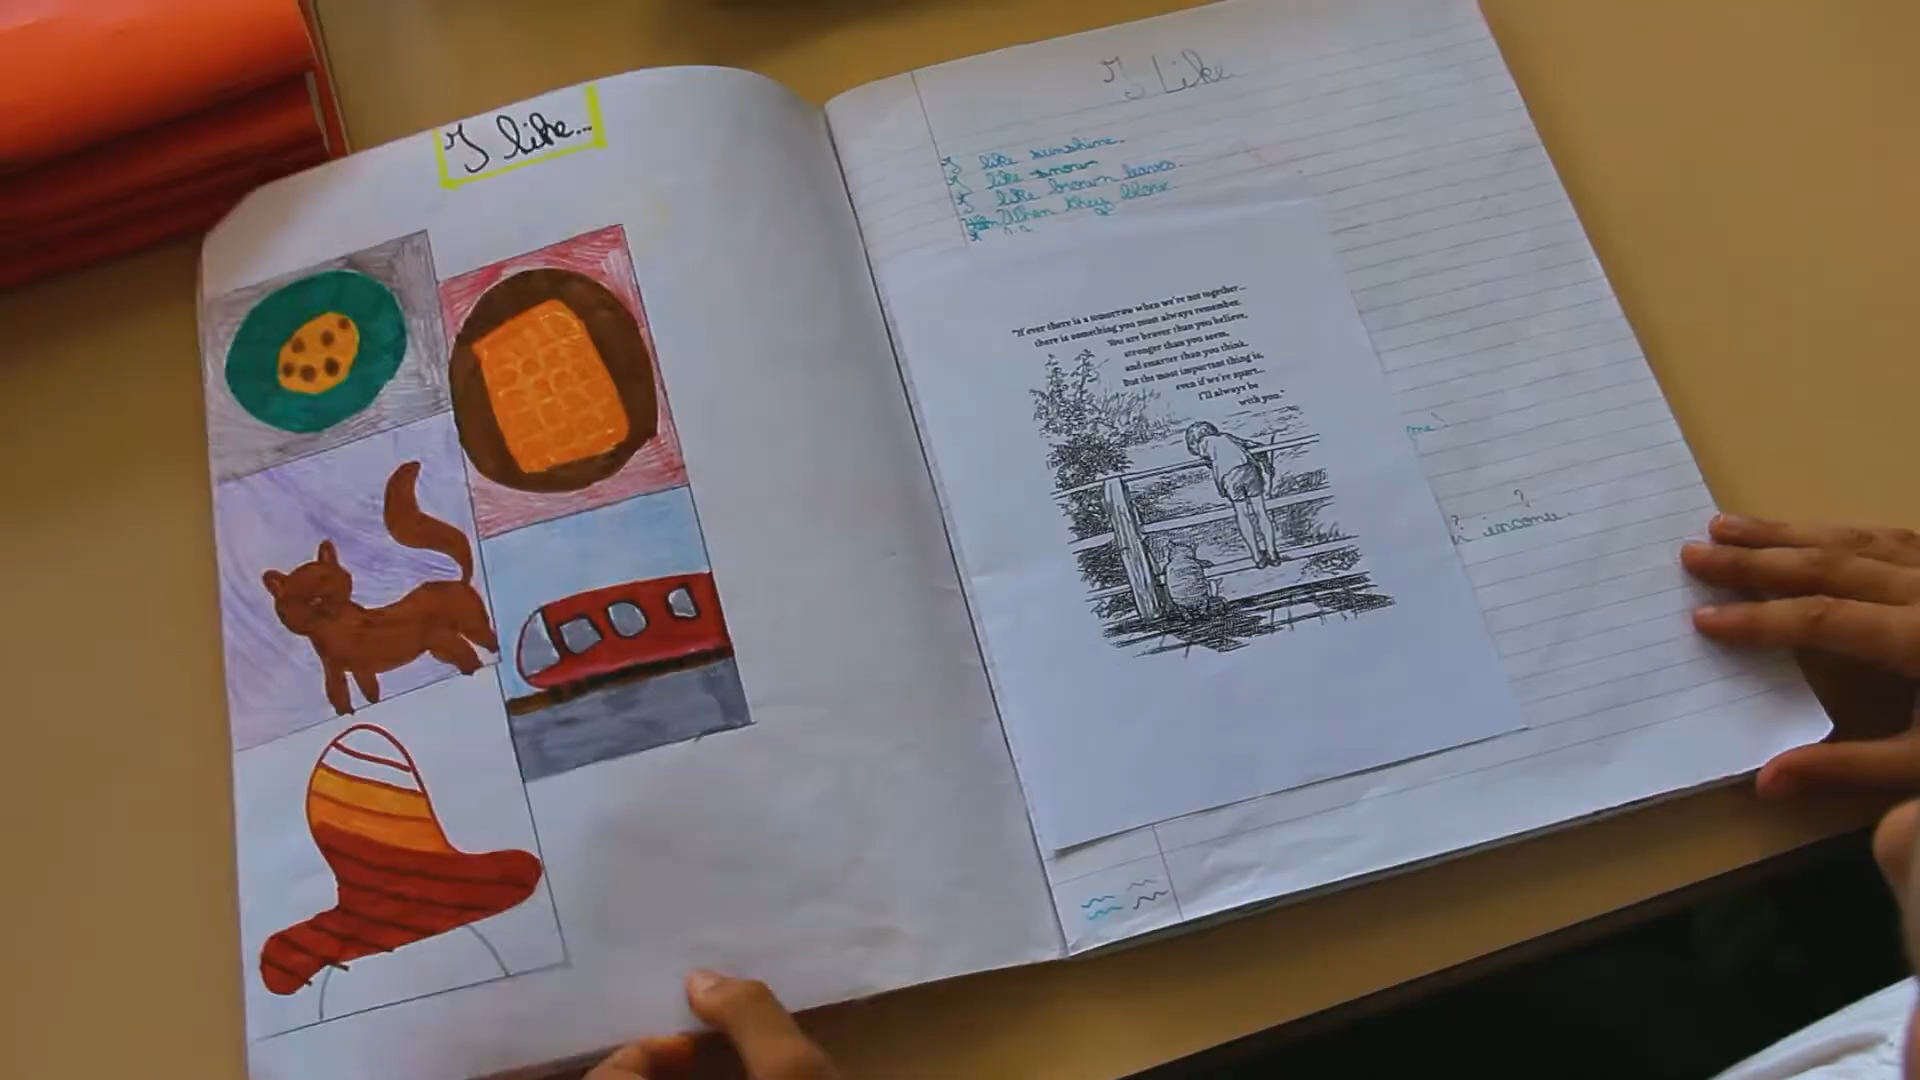 I like...
I Like
I like sunshine.
I like snow
I like brown leaves.
When they blow.
"If ever there is a tomorrow when we're not together...
there is something you must always remember.
You are braver than you believe,
stronger than you seem,
and smarter than you think.
But the most important thing is,
even if we're apart...
I'll always be
with you."